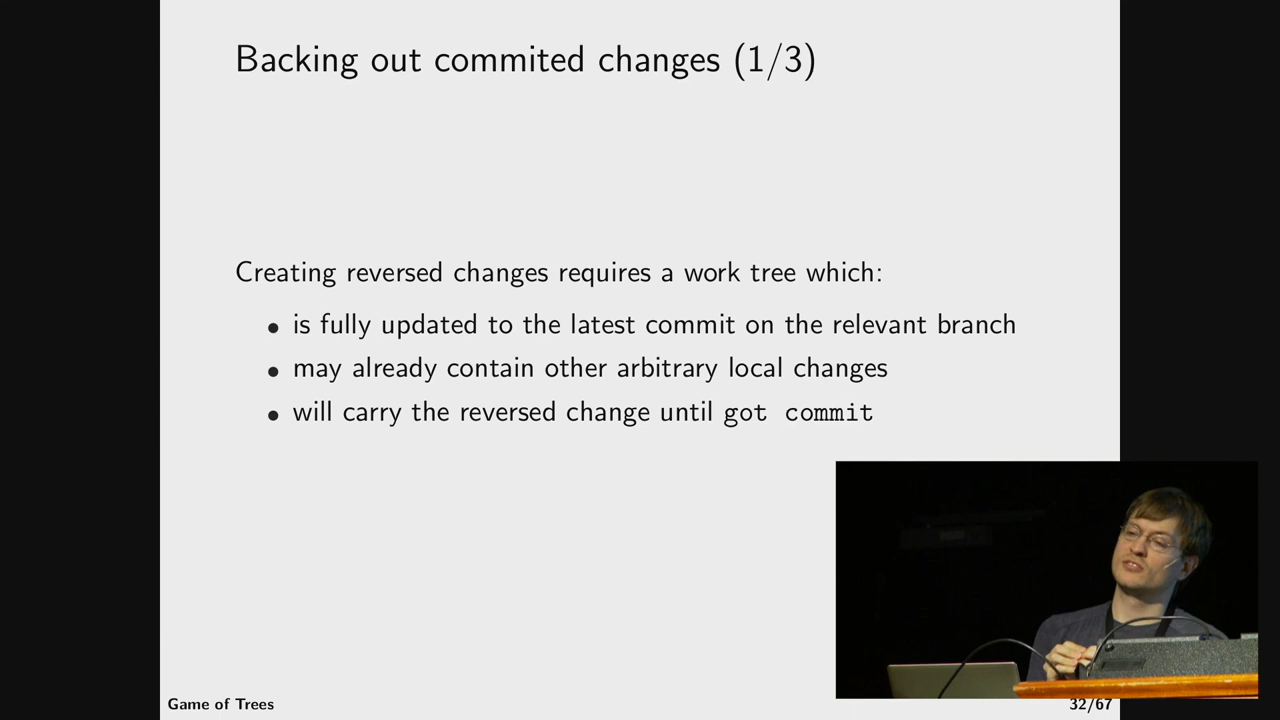 Backing out commited changes (1/3)
Creating reversed changes requires a work tree which:
• is fully updated to the latest commit on the relevant branch
• may already contain other arbitrary local changes
• will carry the reversed change until got commit
Game of Trees
32/67